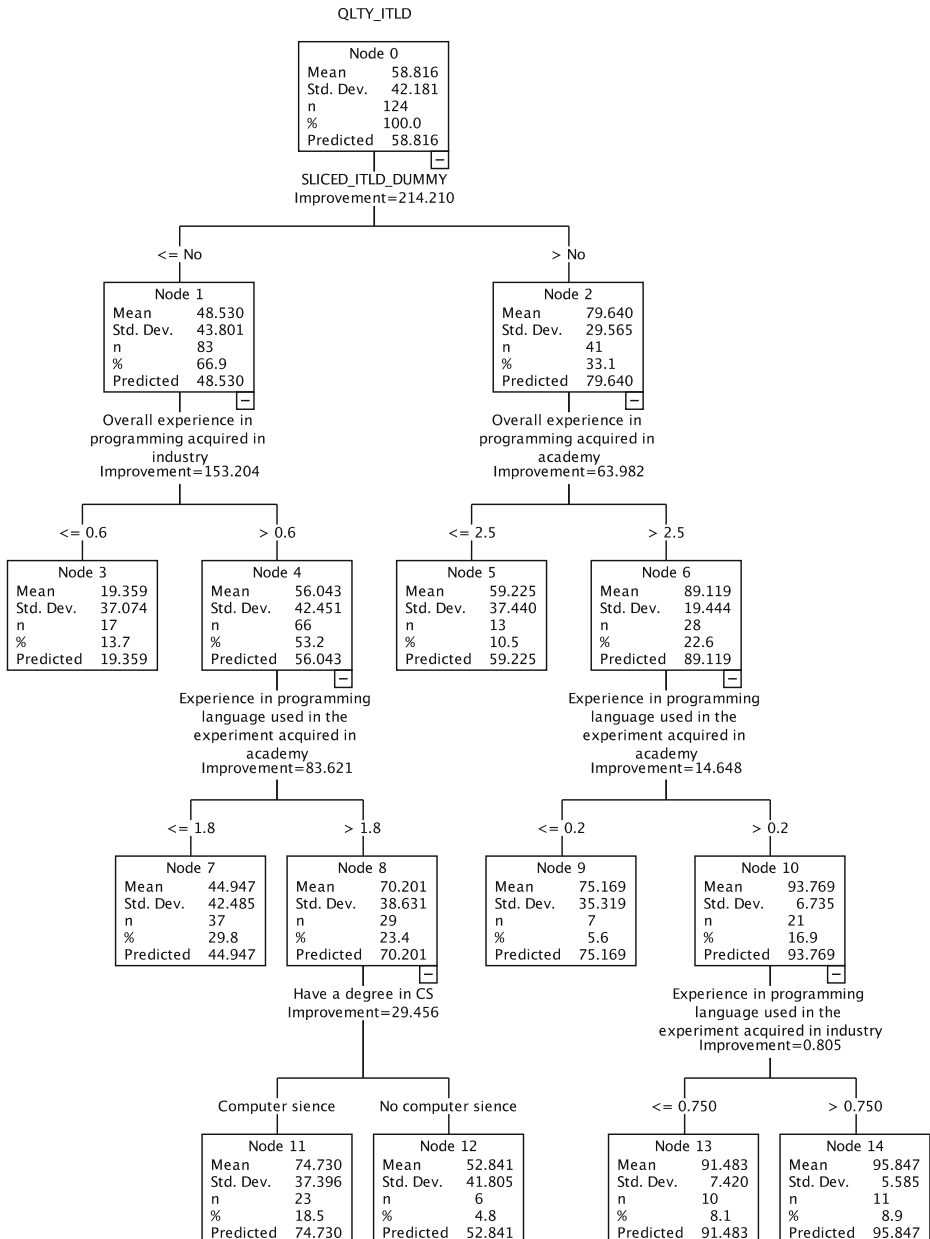 QLTY_ITLD
Node 0
Mean 58.816
Std. Dev. 42.181
n 124
% 100.0
Predicted 58.816
SLICED_ITLD_DUMMY
Improvement=214.210
<= No
> No
Node 1
Mean 48.530
Std. Dev. 43.801
n 83
% 66.9
Predicted 48.530
Node 2
Mean 79.640
Std. Dev. 29.565
n 41
% 33.1
Predicted 79.640
Overall experience in
programming acquired in
industry
Improvement=153.204
Overall experience in
programming acquired in
academy
Improvement=63.982
<= 0.6
> 0.6
<= 2.5
> 2.5
Node 3
Mean 19.359
Std. Dev. 37.074
n 17
% 13.7
Predicted 19.359
Node 4
Mean 56.043
Std. Dev. 42.451
n 66
% 53.2
Predicted 56.043
Node 5
Mean 59.225
Std. Dev. 37.440
n 13
% 10.5
Predicted 59.225
Node 6
Mean 89.119
Std. Dev. 19.444
n 28
% 22.6
Predicted 89.119
Experience in programming
language used in the
experiment acquired in
academy
Improvement=83.621
Experience in programming
language used in the
experiment acquired in
academy
Improvement=14.648
<= 1.8
> 1.8
<= 0.2
> 0.2
Node 7
Mean 44.947
Std. Dev. 42.485
n 37
% 29.8
Predicted 44.947
Node 8
Mean 70.201
Std. Dev. 38.631
n 29
% 23.4
Predicted 70.201
Node 9
Mean 75.169
Std. Dev. 35.319
n 7
% 5.6
Predicted 75.169
Node 10
Mean 93.769
Std. Dev. 6.735
n 21
% 16.9
Predicted 93.769
Have a degree in CS
Improvement=29.456
Experience in programming
language used in the
experiment acquired in industry
Improvement=0.805
Computer sience
No computer sience
<= 0.750
> 0.750
Node 11
Mean 74.730
Std. Dev. 37.396
n 23
% 18.5
Predicted 74.730
Node 12
Mean 52.841
Std. Dev. 41.805
n 6
% 4.8
Predicted 52.841
Node 13
Mean 91.483
Std. Dev. 7.420
n 10
% 8.1
Predicted 91.483
Node 14
Mean 95.847
Std. Dev. 5.585
n 11
% 8.9
Predicted 95.847